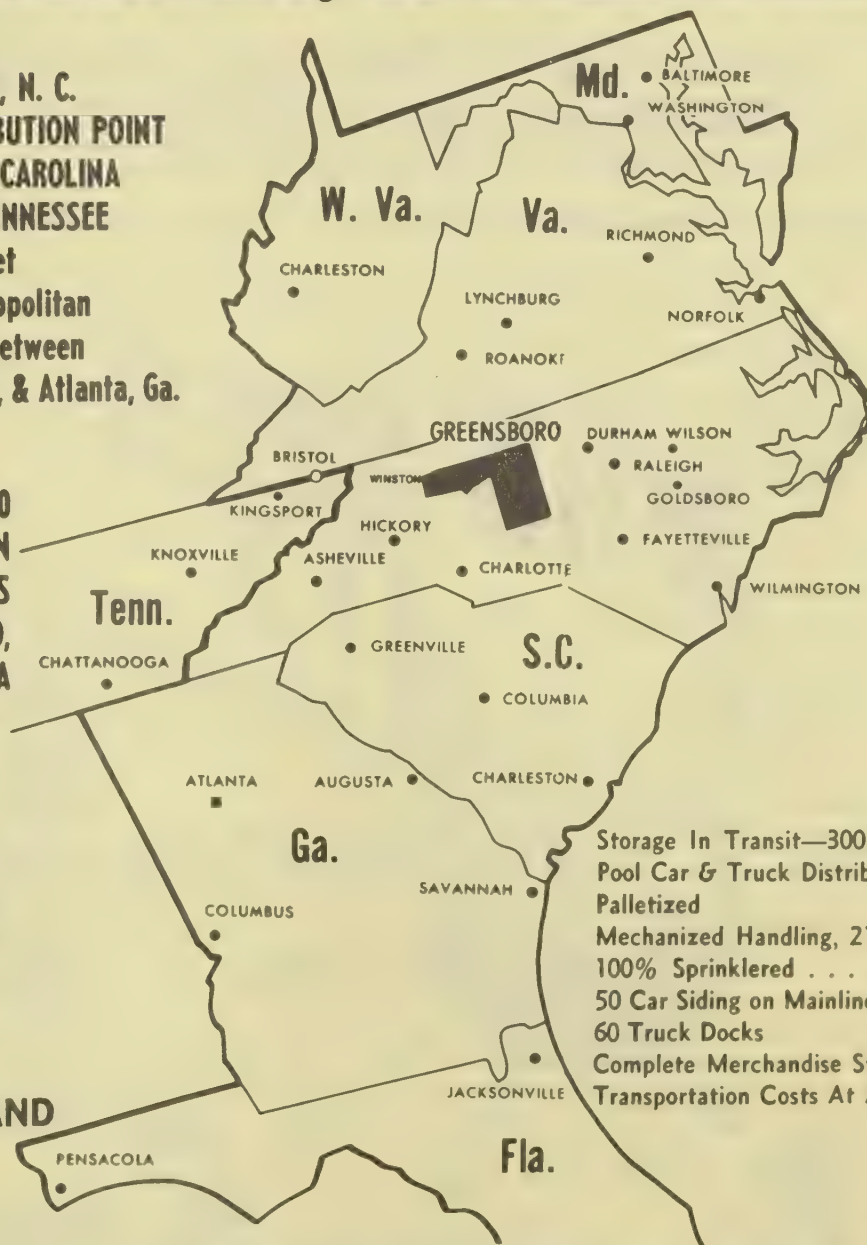 , N. C.
BUTION POINT
CAROLINA
NNESSEE
et
opolitan
etween
, & Atlanta, Ga.
O
N
S
O,
A
AND
Md.
BALTIMORE
WASHINGTON
W. Va.
Va.
CHARLESTON
RICHMOND
LYNCHBURG
NORFOLK
ROANOKE
GREENSBORO
DURHAM WILSON
BRISTOL
WINSTON
RALEIGH
KINGSPORT
GOLDSBORO
HICKORY
FAYETTEVILLE
KNOXVILLE
ASHEVILLE
CHARLOTTE
WILMINGTON
Tenn.
GREENVILLE
S.C.
CHATTANOOGA
COLUMBIA
ATLANTA
AUGUSTA
CHARLESTON
Ga.
SAVANNAH
COLUMBUS
JACKSONVILLE
PENSACOLA
Fla.
Storage In Transit—300
Pool Car & Truck Distrib
Palletized
Mechanized Handling, 2
100% Sprinklered . . .
50 Car Siding on Mainline
60 Truck Docks
Complete Merchandise S
Transportation Costs At